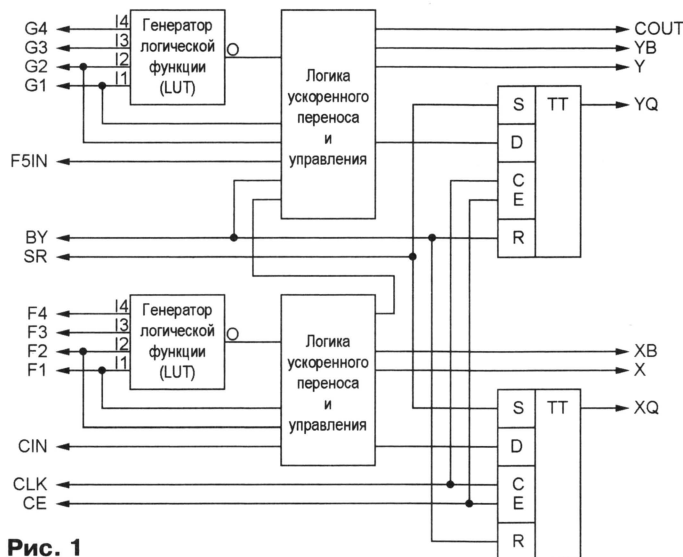 G4
G3
G2
G1
I4
I3
I2
I1
Генератор
логической
функции
(LUT)
O
Логика
ускоренного
переноса
и
управления
COUT
YB
Y
S
TT
D
C
E
R
YQ
F5IN
BY
SR
F4
F3
F2
F1
I4
I3
I2
I1
Генератор
логической
функции
(LUT)
O
Логика
ускоренного
переноса
и
управления
XB
X
S
TT
D
C
E
R
XQ
CIN
CLK
CE
Рис. 1